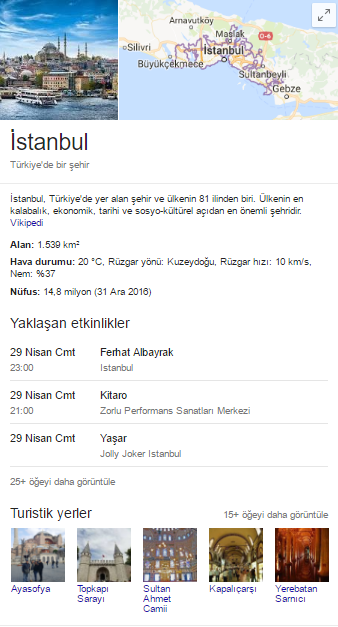 Arnavutköy
Maslak
Silivri
İstanbul
O-6
Büyükçekmece
Sultanbeyli
Gebze
İstanbul
Türkiye'de bir şehir
İstanbul, Türkiye'de yer alan şehir ve ülkenin 81 ilinden biri. Ülkenin en
kalabalık, ekonomik, tarihi ve sosyo-kültürel açıdan en önemli şehridir.
Vikipedi
Alan: 1.539 km²
Hava durumu: 20 °C, Rüzgar yönü: Kuzeydoğu, Rüzgar hızı: 10 km/s,
Nem: %37
Nüfus: 14,8 milyon (31 Ara 2016)
Yaklaşan etkinlikler
29 Nisan Cmt Ferhat Albayrak
23:00 Istanbul
29 Nisan Cmt Kitaro
21:00 Zorlu Performans Sanatları Merkezi
29 Nisan Cmt Yaşar
Jolly Joker Istanbul
25+ öğeyi daha görüntüle
Turistik yerler 15+ öğeyi daha görüntüle
Ayasofya Topkapı Sultan Kapalıçarşı Yerebatan
Sarayı Ahmet Sarnıcı
Camii